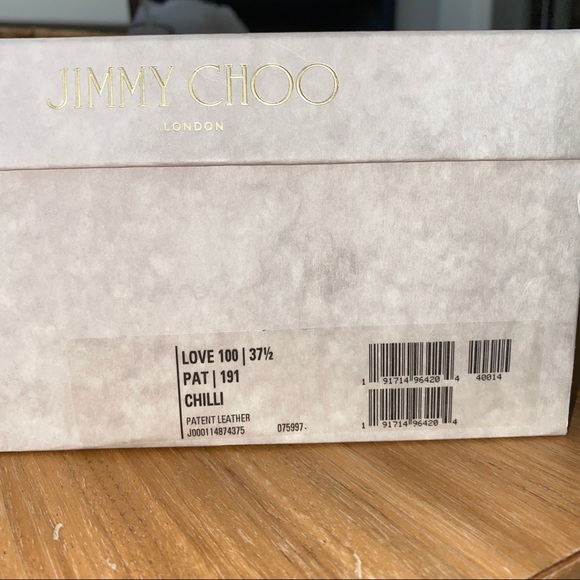 JIMMY CHOO
LONDON
LOVE 100 | 37½
PAT | 191
CHILLI
PATENT LEATHER
J000114874375 075997-
1 91714 96420 4
40014
1 91714 96420 4